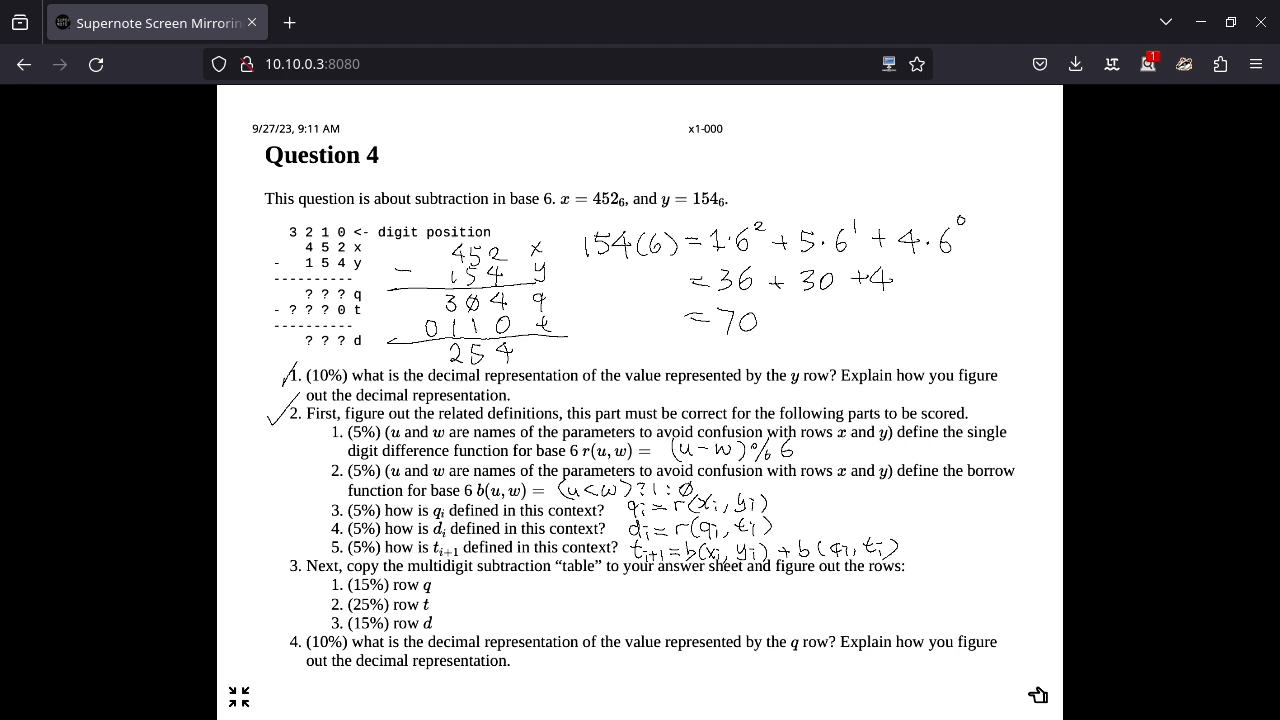 Supernote Screen Mirrorin
10.10.0.3:8080
1
9/27/23, 9:11 AM
x1-000
Question 4
This question is about subtraction in base 6. x = 452₆, and y = 154₆.
3 2 1 0 <- digit position
4 5 2 x
- 1 5 4 y
----------
? ? ? q
- ? ? ? 0 t
----------
? ? ? d
452 x
- 154 y
304 q
0110 t
254
154(6) = 1·6² + 5·6¹ + 4·6⁰
= 36 + 30 + 4
= 70
1. (10%) what is the decimal representation of the value represented by the y row? Explain how you figure
out the decimal representation.
2. First, figure out the related definitions, this part must be correct for the following parts to be scored.
1. (5%) (u and w are names of the parameters to avoid confusion with rows x and y) define the single
digit difference function for base 6 r(u, w) = (u-w)%6
2. (5%) (u and w are names of the parameters to avoid confusion with rows x and y) define the borrow
function for base 6 b(u, w) = (u<w)?1:0
3. (5%) how is qᵢ defined in this context? qᵢ = r(xᵢ, yᵢ)
4. (5%) how is dᵢ defined in this context? dᵢ = r(qᵢ, tᵢ)
5. (5%) how is tᵢ₊₁ defined in this context? tᵢ₊₁ = b(xᵢ, yᵢ) + b(qᵢ, tᵢ)
3. Next, copy the multidigit subtraction “table” to your answer sheet and figure out the rows:
1. (15%) row q
2. (25%) row t
3. (15%) row d
4. (10%) what is the decimal representation of the value represented by the q row? Explain how you figure
out the decimal representation.